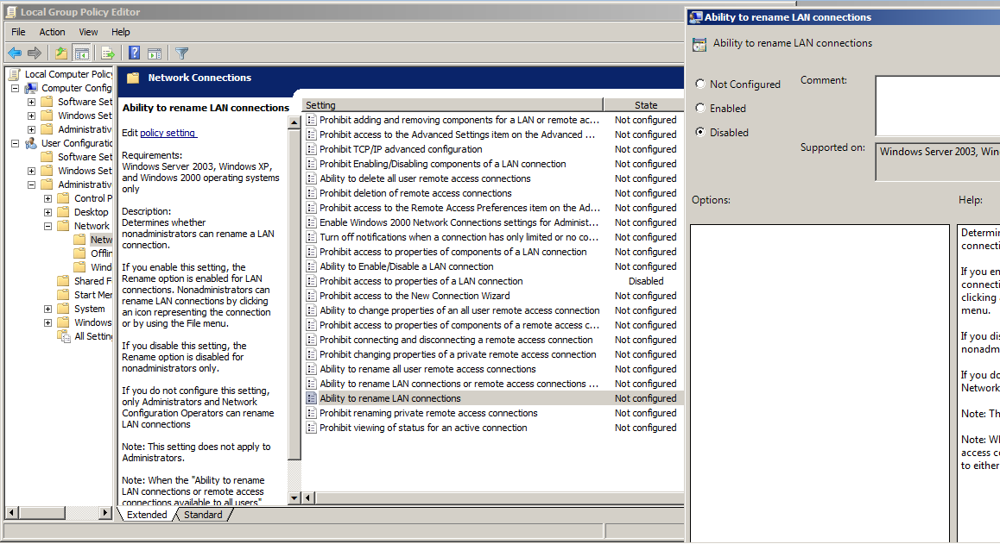 Local Group Policy Editor
File Action View Help
Local Computer Policy
Computer Config
Software Set
Windows Set
Administrativ
User Configuratic
Software Set
Windows Set
Administrativ
Control P
Desktop
Network
Netw
Offlin
Wind
Shared F
Start Mer
System
Windows
All Setting
Network Connections
Ability to rename LAN connections
Edit policy setting
Requirements:
Windows Server 2003, Windows XP,
and Windows 2000 operating systems
only
Description:
Determines whether
nonadministrators can rename a LAN
connection.
If you enable this setting, the
Rename option is enabled for LAN
connections. Nonadministrators can
rename LAN connections by clicking
an icon representing the connection
or by using the File menu.
If you disable this setting, the
Rename option is disabled for
nonadministrators only.
If you do not configure this setting,
only Administrators and Network
Configuration Operators can rename
LAN connections
Note: This setting does not apply to
Administrators.
Note: When the "Ability to rename
LAN connections or remote access
connections available to all users"
Setting State
Prohibit adding and removing components for a LAN or remote ac... Not configured
Prohibit access to the Advanced Settings item on the Advanced ... Not configured
Prohibit TCP/IP advanced configuration Not configured
Prohibit Enabling/Disabling components of a LAN connection Not configured
Ability to delete all user remote access connections Not configured
Prohibit deletion of remote access connections Not configured
Prohibit access to the Remote Access Preferences item on the Ad... Not configured
Enable Windows 2000 Network Connections settings for Administ... Not configured
Turn off notifications when a connection has only limited or no co... Not configured
Prohibit access to properties of components of a LAN connection Not configured
Ability to Enable/Disable a LAN connection Not configured
Prohibit access to properties of a LAN connection Disabled
Prohibit access to the New Connection Wizard Not configured
Ability to change properties of an all user remote access connection Not configured
Prohibit access to properties of components of a remote access c... Not configured
Prohibit connecting and disconnecting a remote access connection Not configured
Prohibit changing properties of a private remote access connection Not configured
Ability to rename all user remote access connections Not configured
Ability to rename LAN connections or remote access connections ... Not configured
Ability to rename LAN connections Not configured
Prohibit renaming private remote access connections Not configured
Prohibit viewing of status for an active connection Not configured
Extended Standard
Ability to rename LAN connections
Ability to rename LAN connections
Not Configured
Enabled
Disabled
Comment:
Supported on:
Windows Server 2003, Win
Options:
Help:
Determin
connecti
If you en
connecti
clicking a
menu.
If you dis
nonadm
If you do
Network
Note: Th
Note: Wh
access co
to either